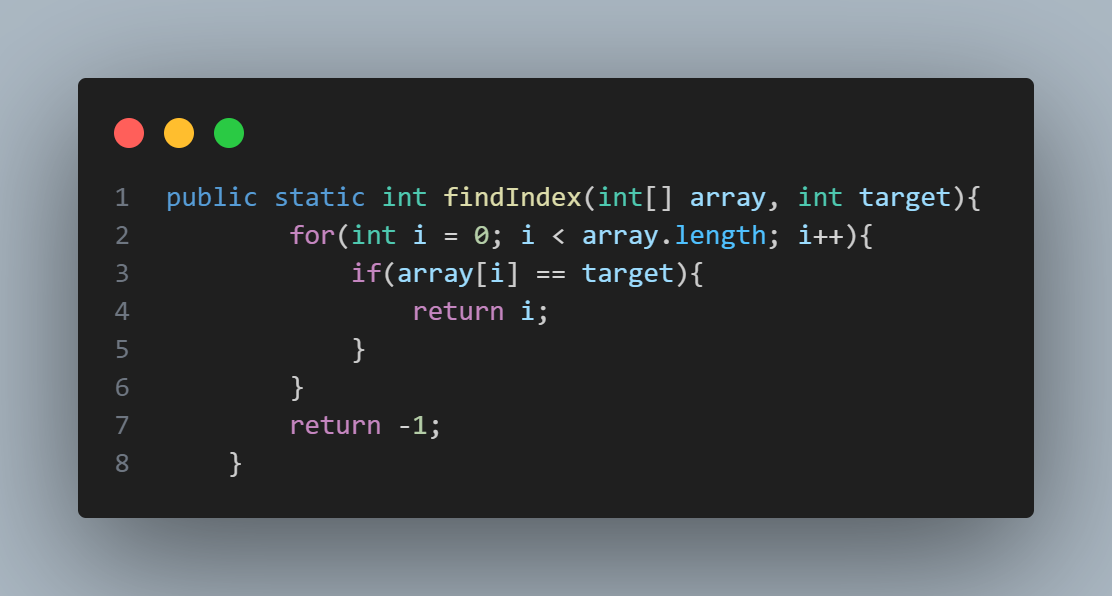 1 public static int findIndex(int[] array, int target){
2         for(int i = 0; i < array.length; i++){
3             if(array[i] == target){
4                 return i;
5             }
6         }
7         return -1;
8     }